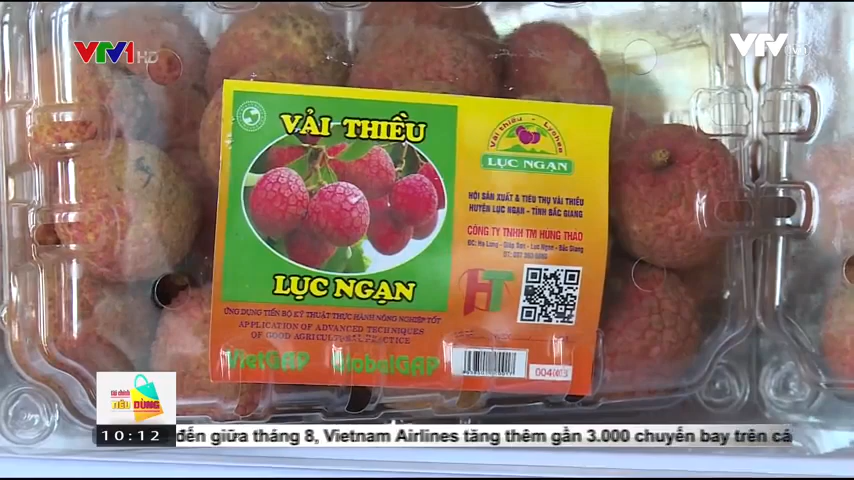 VTV1 HD
VTV
VẢI THIỀU
LỤC NGẠN
Vải thiều - Lychee
LỤC NGẠN
HỘI SẢN XUẤT & TIÊU THỤ VẢI THIỀU
HUYỆN LỤC NGẠN - TỈNH BẮC GIANG
CÔNG TY TNHH TM HÙNG THẢO
HT
ỨNG DỤNG TIẾN BỘ KỸ THUẬT THỰC HÀNH NÔNG NGHIỆP TỐT
APPLICATION OF ADVANCED TECHNIQUES
OF GOOD AGRICULTURAL PRACTICE
VietGAP GlobalGAP
Tài chính
TIÊU DÙNG
10:12 đến giữa tháng 8, Vietnam Airlines tăng thêm gần 3.000 chuyến bay trên cả